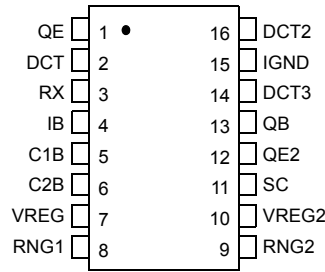 QE 1 16 DCT2
DCT 2 15 IGND
RX 3 14 DCT3
IB 4 13 QB
C1B 5 12 QE2
C2B 6 11 SC
VREG 7 10 VREG2
RNG1 8 9 RNG2